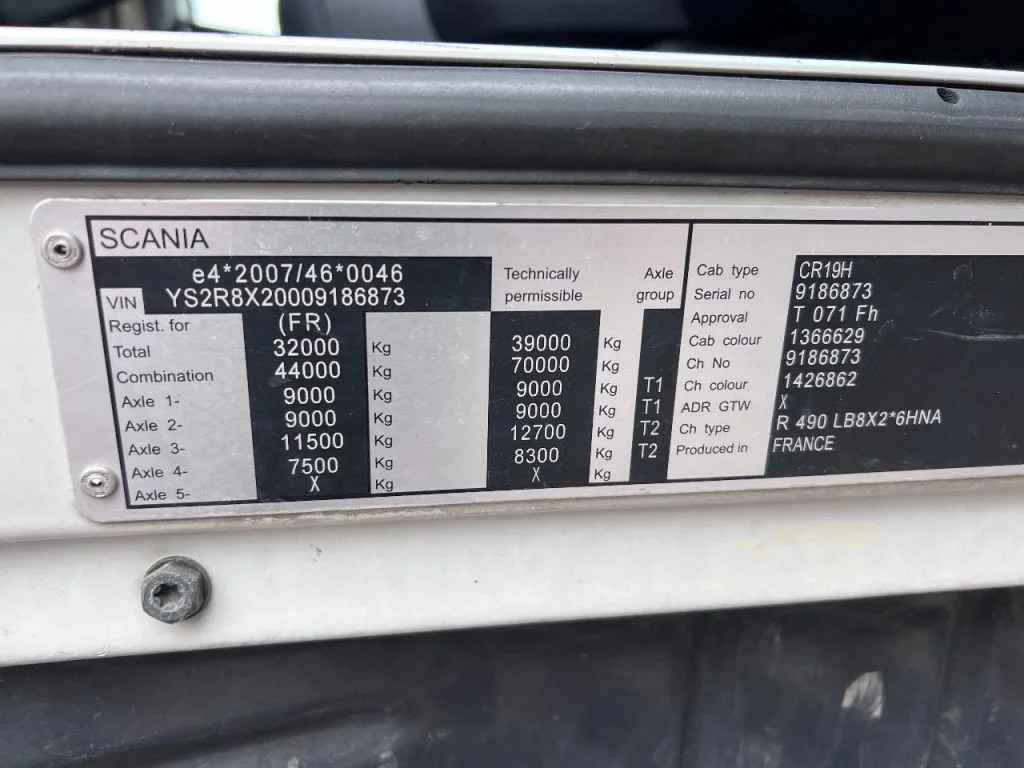 SCANIA
e4*2007/46*0046
VIN YS2R8X20009186873
Technically permissible Axle group
Regist. for (FR)
Total 32000 Kg 39000 Kg
Combination 44000 Kg 70000 Kg
Axle 1- 9000 Kg 9000 Kg T1
Axle 2- 9000 Kg 9000 Kg T1
Axle 3- 11500 Kg 12700 Kg T2
Axle 4- 7500 Kg 8300 Kg T2
Axle 5- X Kg X Kg
Cab type CR19H
Serial no 9186873
Approval T 071 Fh
Cab colour 1366629
Ch No 9186873
Ch colour 1426862
ADR GTW X
Ch type R 490 LB8X2*6HNA
Produced in FRANCE